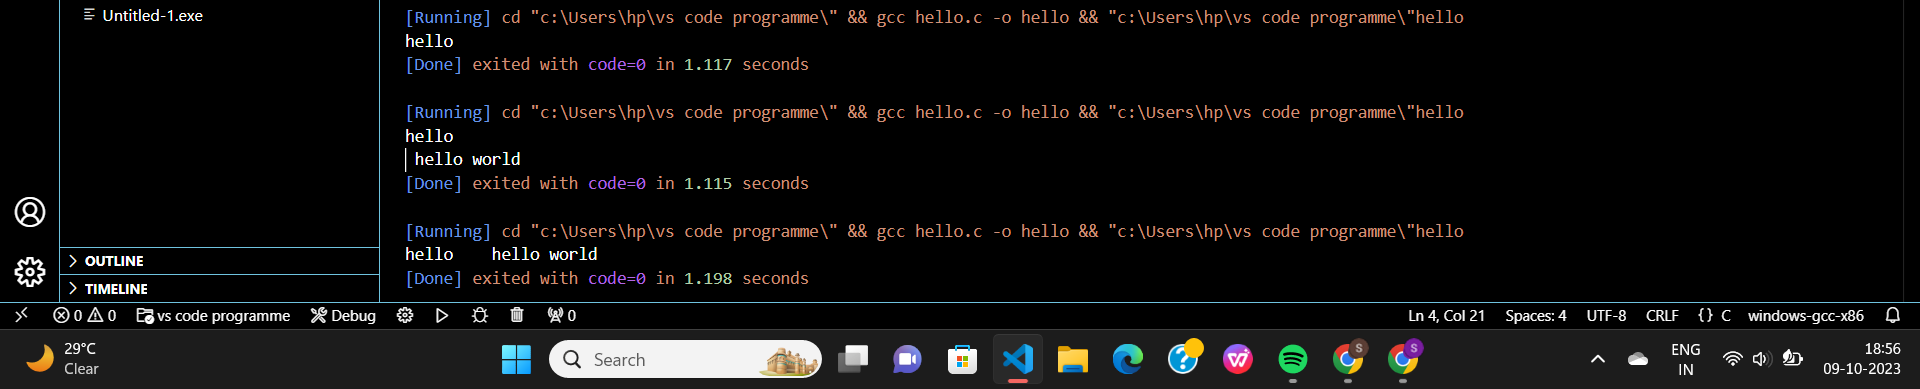 Untitled-1.exe
[Running] cd "c:\Users\hp\vs code programme\" && gcc hello.c -o hello && "c:\Users\hp\vs code programme\"hello
hello
[Done] exited with code=0 in 1.117 seconds
[Running] cd "c:\Users\hp\vs code programme\" && gcc hello.c -o hello && "c:\Users\hp\vs code programme\"hello
hello
 hello world
[Done] exited with code=0 in 1.115 seconds
[Running] cd "c:\Users\hp\vs code programme\" && gcc hello.c -o hello && "c:\Users\hp\vs code programme\"hello
hello    hello world
[Done] exited with code=0 in 1.198 seconds
OUTLINE
TIMELINE
0 0 vs code programme Debug 0 Ln 4, Col 21 Spaces: 4 UTF-8 CRLF {} C windows-gcc-x86
29°C
Clear
Search
S
S
ENG
IN
18:56
09-10-2023